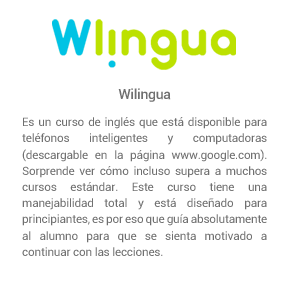 Wlingua
Wilingua
Es un curso de inglés que está disponible para
teléfonos inteligentes y computadoras
(descargable en la página www.google.com).
Sorprende ver cómo incluso supera a muchos
cursos estándar. Este curso tiene una
manejabilidad total y está diseñado para
principiantes, es por eso que guía absolutamente
al alumno para que se sienta motivado a
continuar con las lecciones.